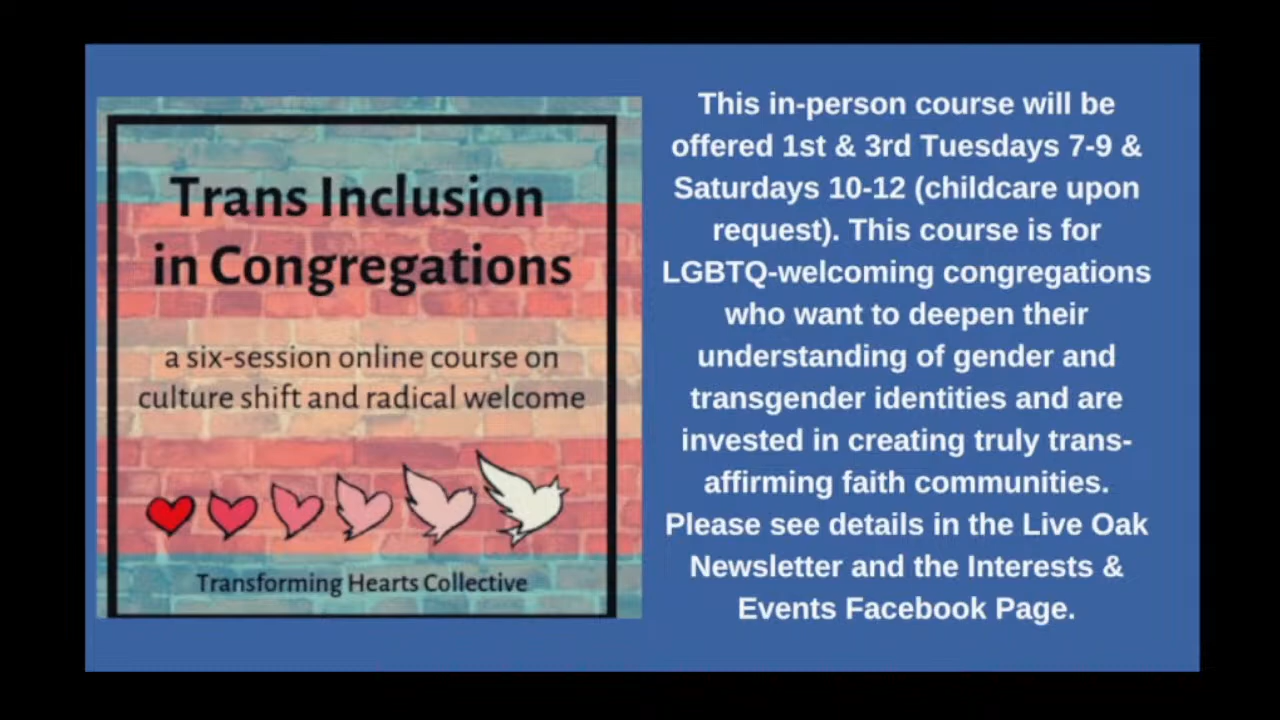 Trans Inclusion
in Congregations
a six-session online course on
culture shift and radical welcome
Transforming Hearts Collective
This in-person course will be
offered 1st & 3rd Tuesdays 7-9 &
Saturdays 10-12 (childcare upon
request). This course is for
LGBTQ-welcoming congregations
who want to deepen their
understanding of gender and
transgender identities and are
invested in creating truly trans-
affirming faith communities.
Please see details in the Live Oak
Newsletter and the Interests &
Events Facebook Page.